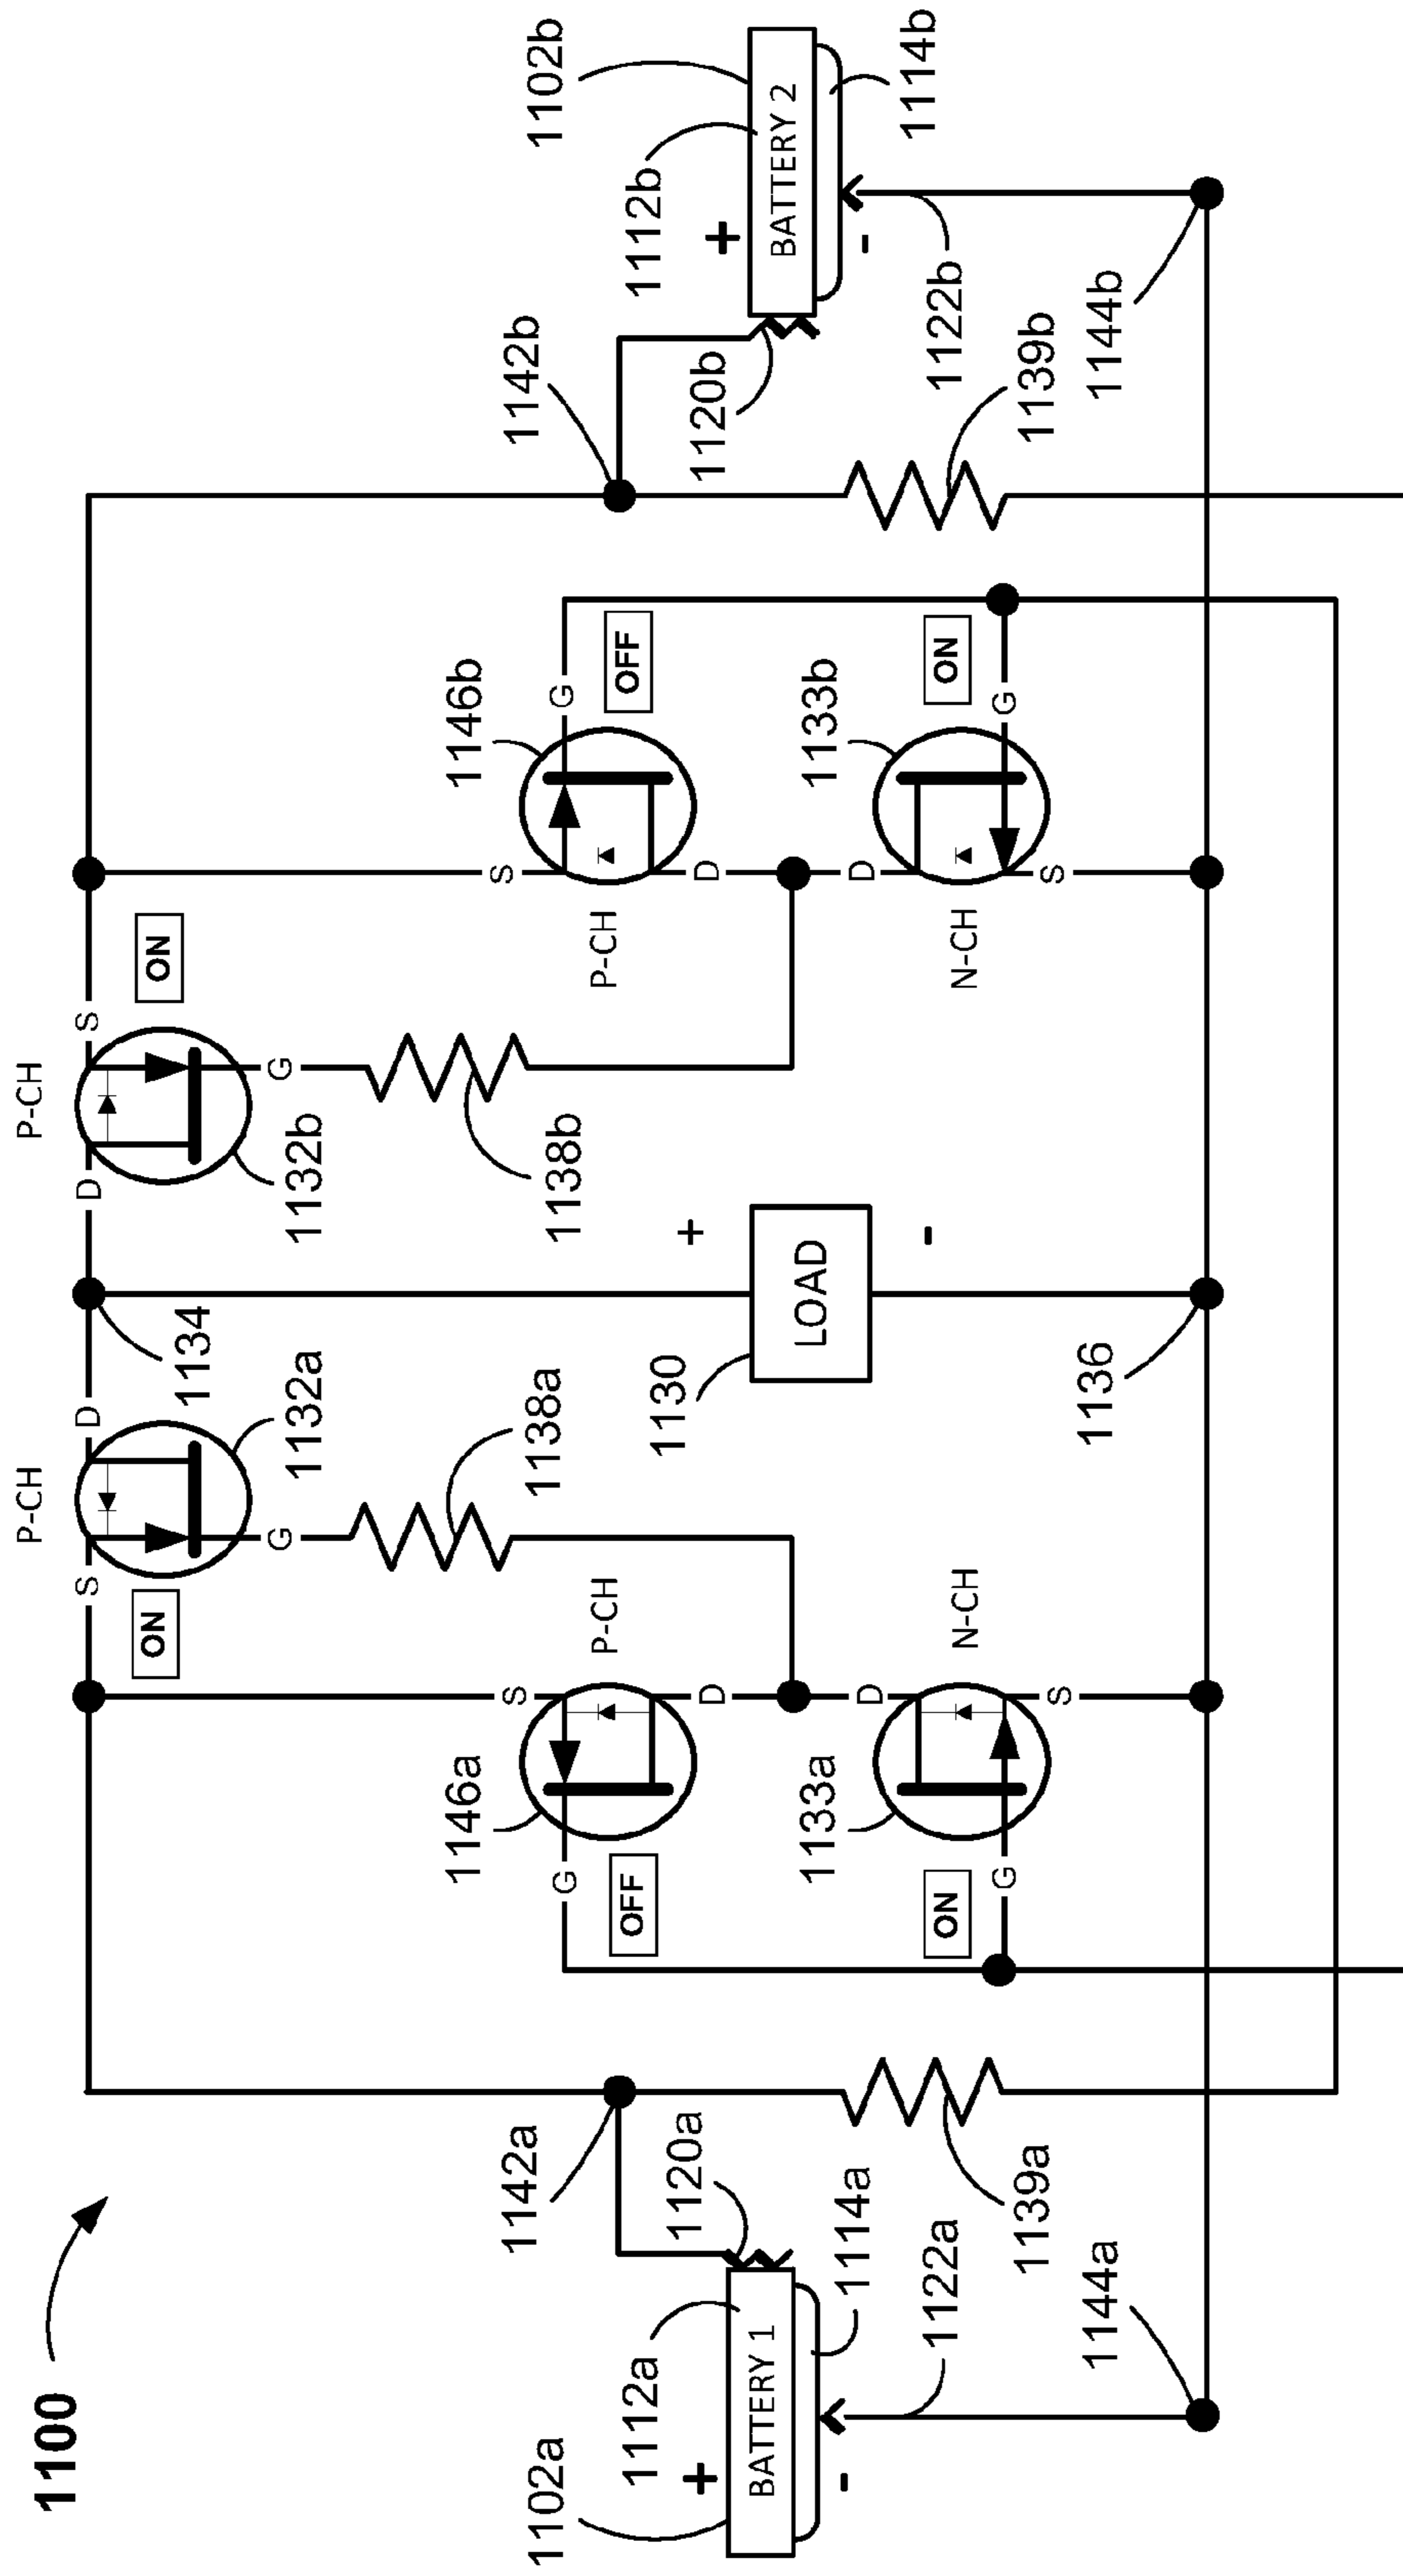 1100
P-CH
P-CH
S
D
D
S
ON
ON
1132a
1134
1132b
G
G
1142a
1146a
S
1138a
1138b
S
1146b
1142b
1102a
1102b
G
P-CH
P-CH
G
OFF
OFF
1112a
+
BATTERY 1
-
1120a
1114a
D
1130
+
LOAD
-
D
1112b
+
BATTERY 2
-
1120b
1114b
1133a
D
D
1133b
1122a
ON
N-CH
N-CH
ON
1122b
G
S
S
G
1139a
1139b
1144a
1136
1144b